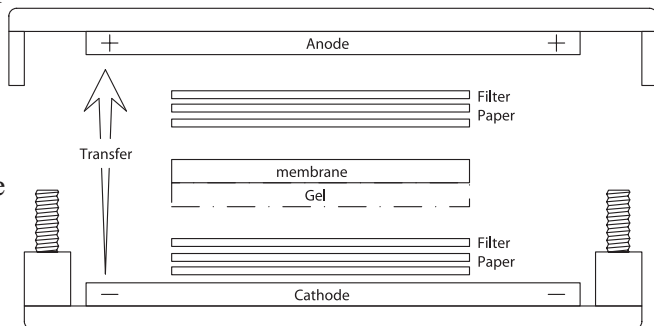 + Anode +
Filter
Paper
Transfer
membrane
e
Gel
Filter
Paper
− Cathode −